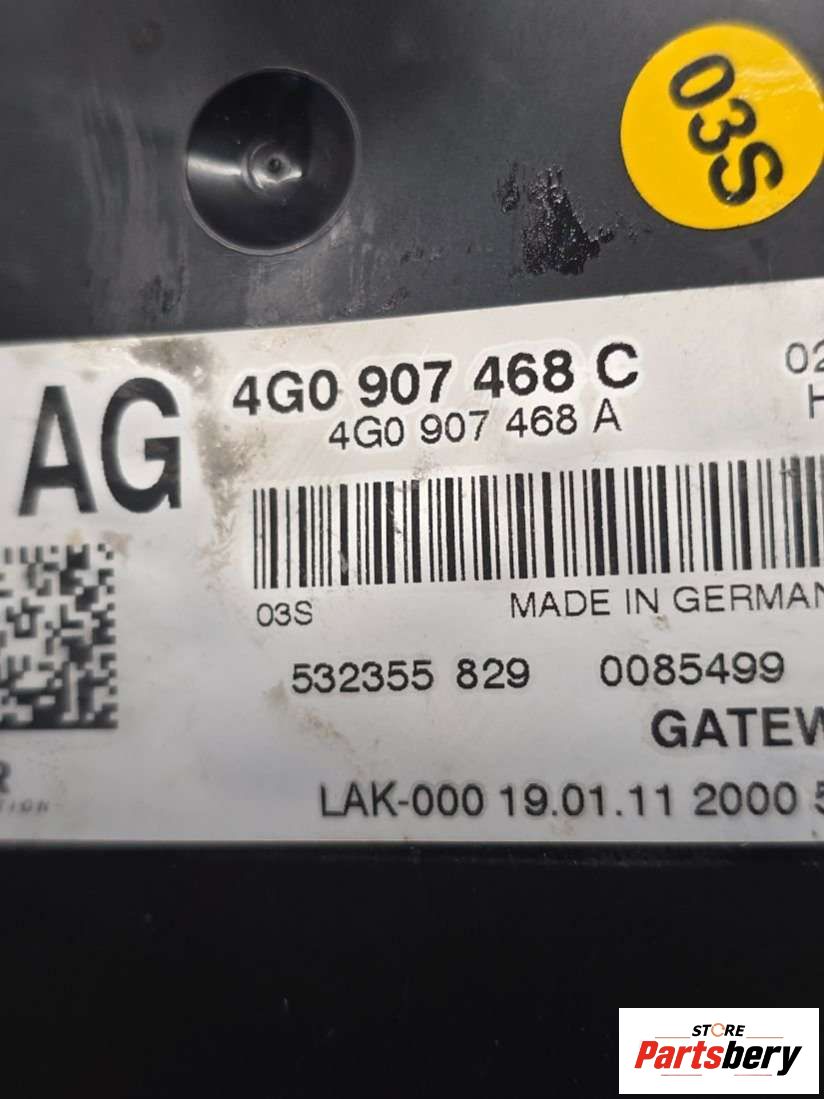 03S
4G0 907 468 C
02
4G0 907 468 A
H
AG
03S
MADE IN GERMAN
532355 829
0085499
GATEW
R
TION
LAK-000 19.01.11 2000 5
STORE
Partsbery